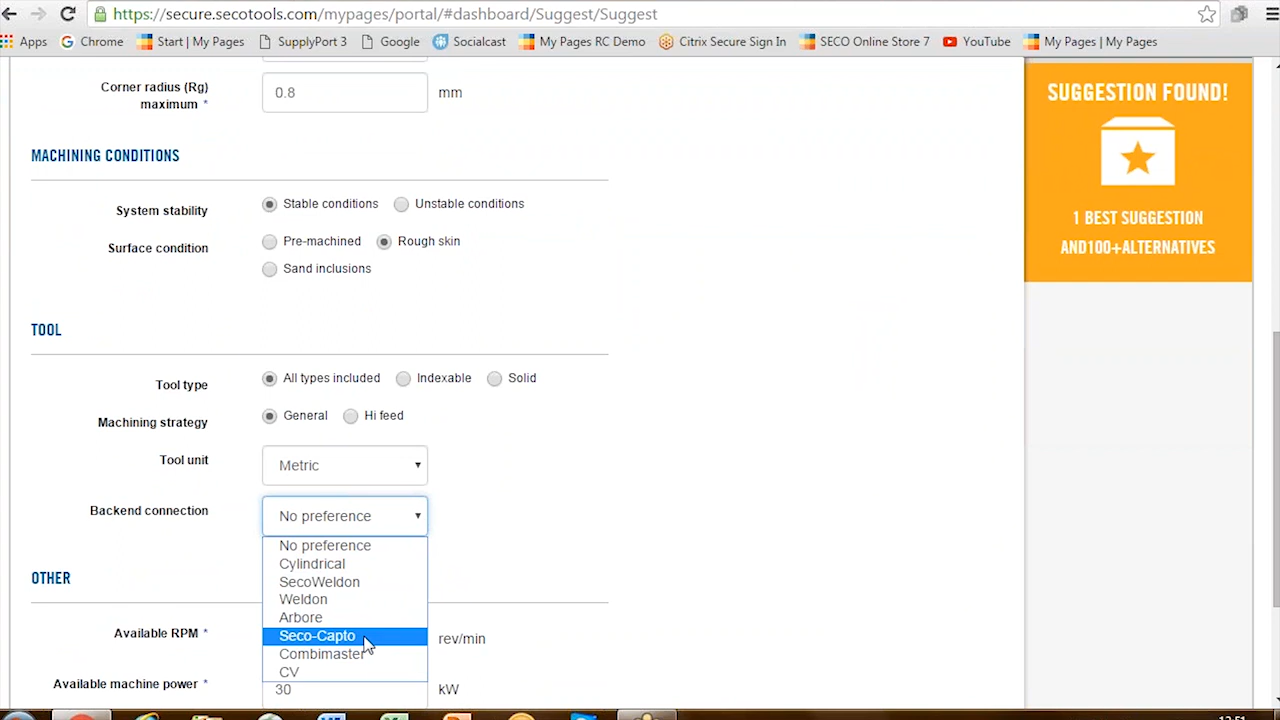 https://secure.secotools.com/mypages/portal/#dashboard/Suggest/Suggest
Apps Chrome Start | My Pages SupplyPoint 3 Google Socialcast My Pages RC Demo Citrix Secure Sign In SECO Online Store 7 YouTube My Pages | My Pages
Corner radius (Rg)
maximum *
0.8 mm
MACHINING CONDITIONS
System stability Stable conditions Unstable conditions
Surface condition Pre-machined Rough skin
Sand inclusions
TOOL
Tool type All types included Indexable Solid
Machining strategy General Hi feed
Tool unit Metric
Backend connection No preference
No preference
Cylindrical
SecoWeldon
Weldon
Arbore
Seco-Capto
Combimaster
CV
OTHER
Available RPM * rev/min
Available machine power * 30 kW
SUGGESTION FOUND!
1 BEST SUGGESTION
AND100+ALTERNATIVES